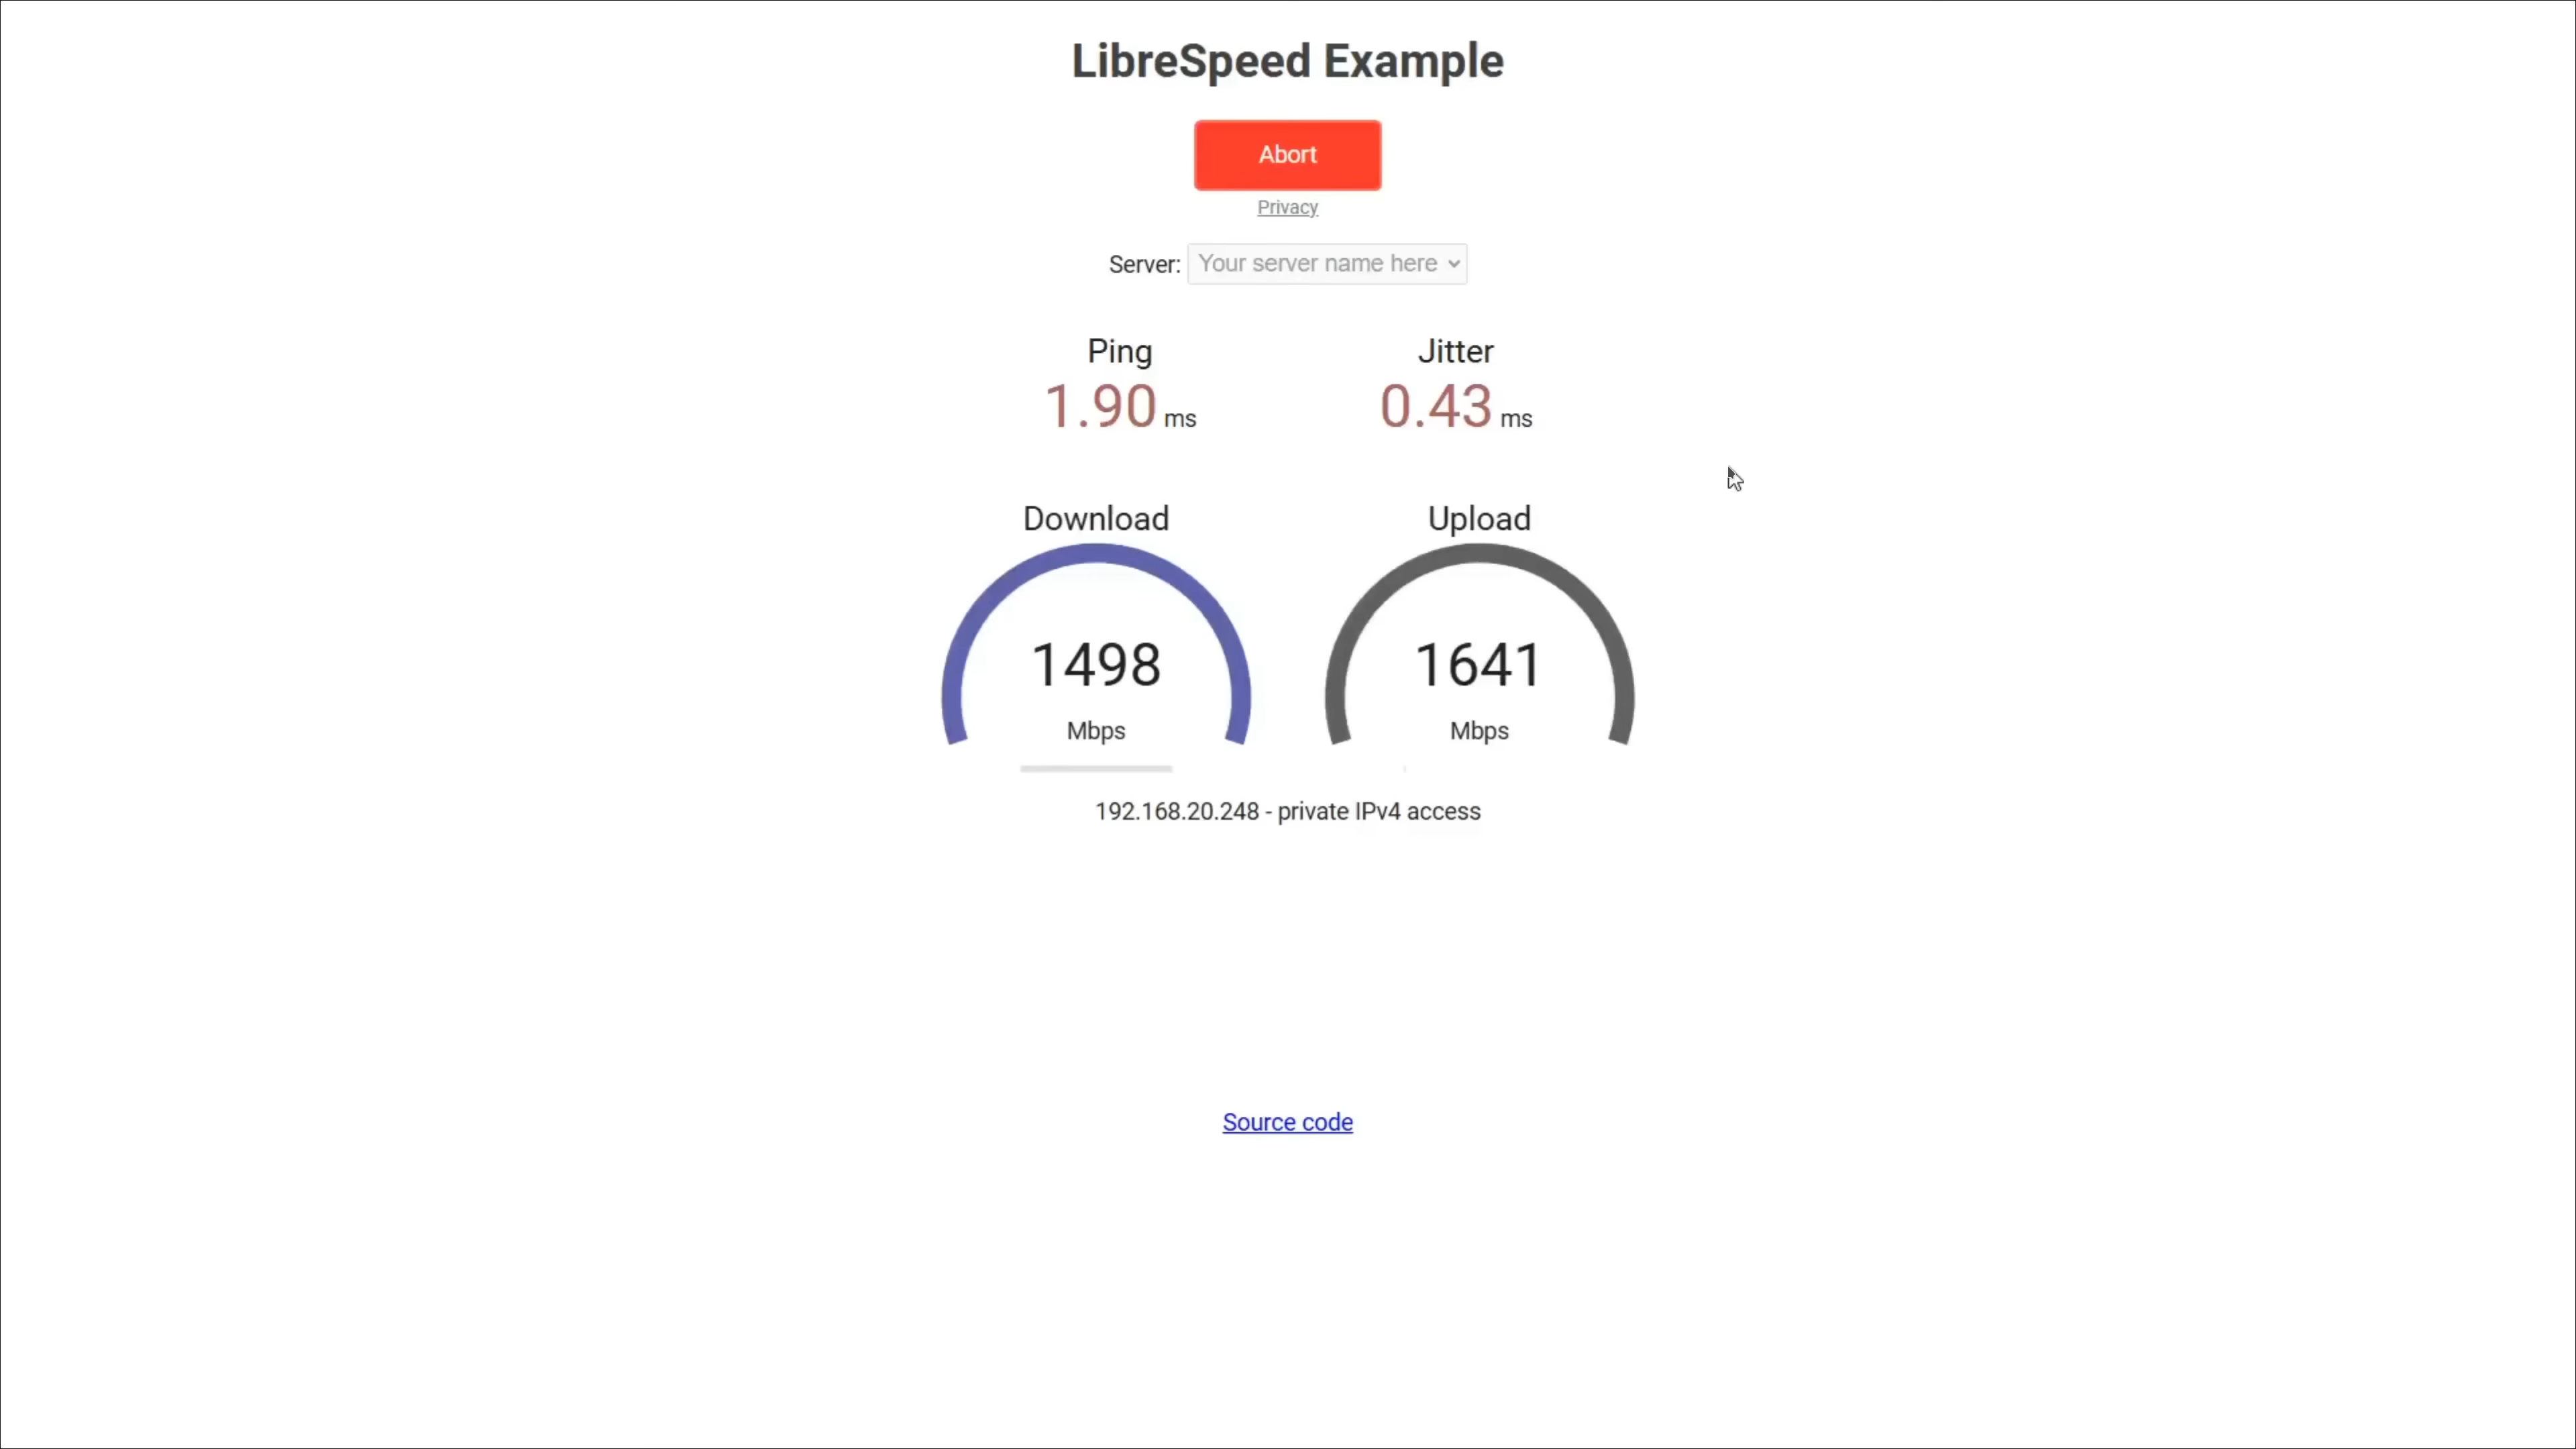 LibreSpeed Example
Abort
Privacy
Server: Your server name here
Ping Jitter
1.90 ms 0.43 ms
Download Upload
1498 1641
Mbps Mbps
192.168.20.248 - private IPv4 access
Source code